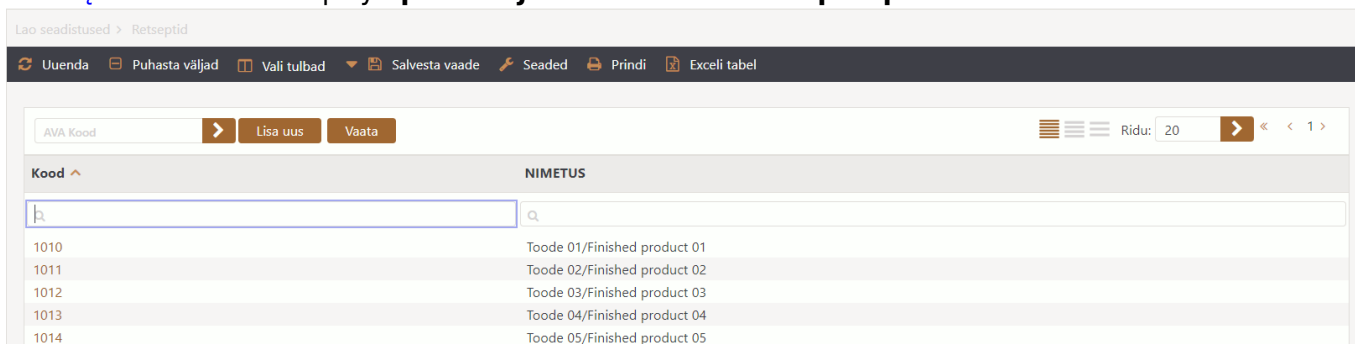 Lao seadistused > Retseptid
Uuenda Puhasta väljad Vali tulbad Salvesta vaade Seaded Prindi Exceli tabel
AVA Kood Lisa uus Vaata Ridu: 20 « < 1 >
Kood NIMETUS
1010 Toode 01/Finished product 01
1011 Toode 02/Finished product 02
1012 Toode 03/Finished product 03
1013 Toode 04/Finished product 04
1014 Toode 05/Finished product 05